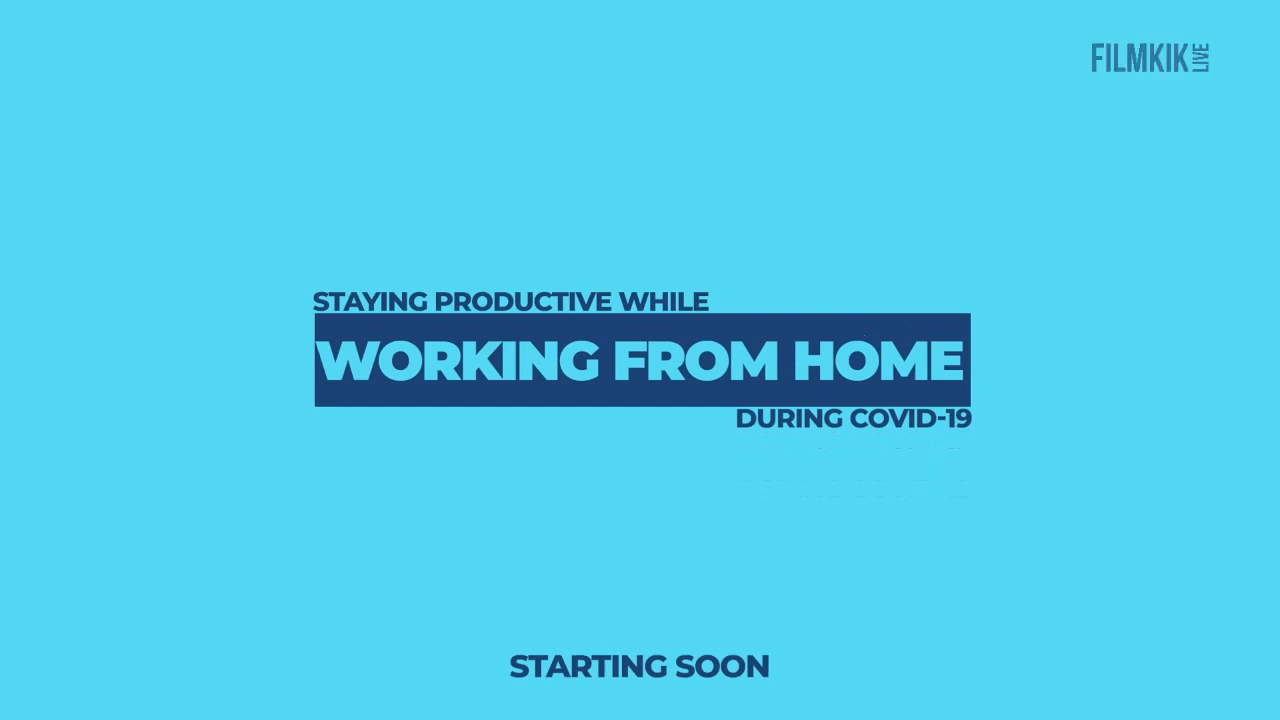 FILMKIK LIVE
STAYING PRODUCTIVE WHILE
WORKING FROM HOME
DURING COVID-19
STARTING SOON